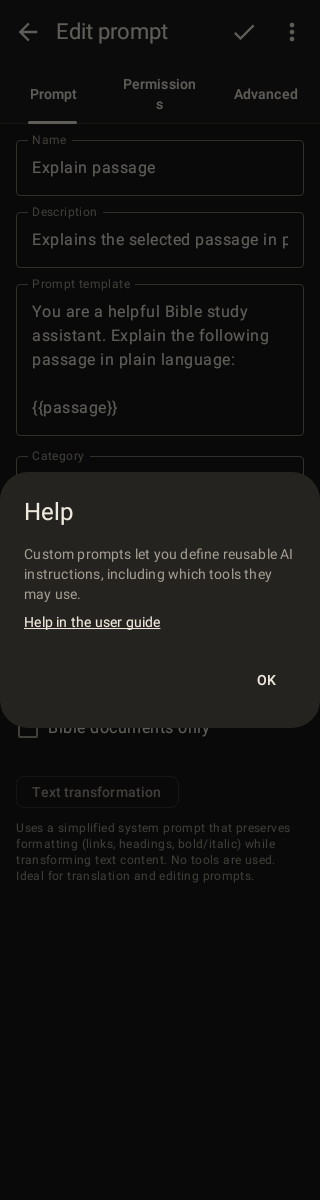 Edit prompt
Prompt
Permission
s
Advanced
Name
Explain passage
Description
Explains the selected passage in p
Prompt template
You are a helpful Bible study
assistant. Explain the following
passage in plain language:
{{passage}}
Category
Help
Custom prompts let you define reusable AI
instructions, including which tools they
may use.
Help in the user guide
OK
Bible documents only
Text transformation
Uses a simplified system prompt that preserves
formatting (links, headings, bold/italic) while
transforming text content. No tools are used.
Ideal for translation and editing prompts.